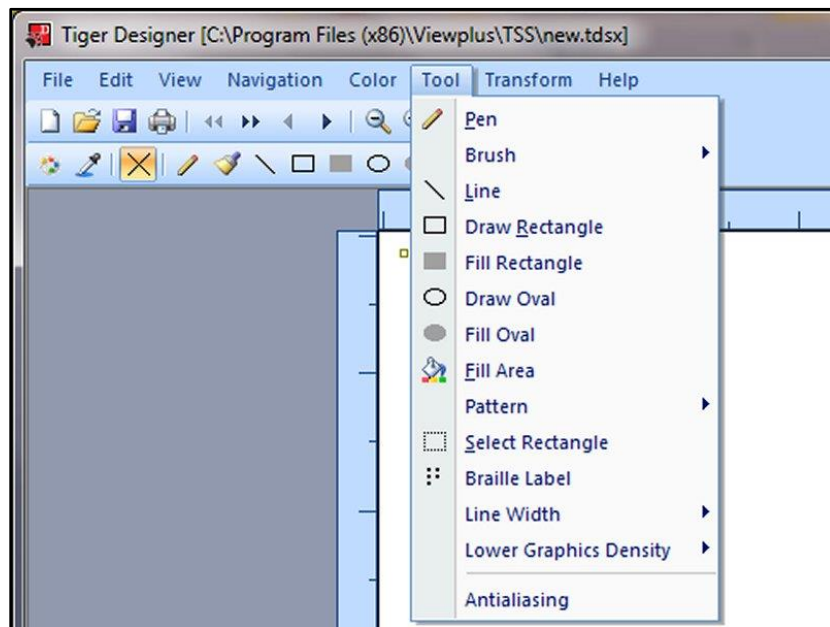 Tiger Designer [C:\Program Files (x86)\Viewplus\TSS\new.tdsx]
File Edit View Navigation Color Tool Transform Help
Pen
Brush
Line
Draw Rectangle
Fill Rectangle
Draw Oval
Fill Oval
Fill Area
Pattern
Select Rectangle
Braille Label
Line Width
Lower Graphics Density
Antialiasing